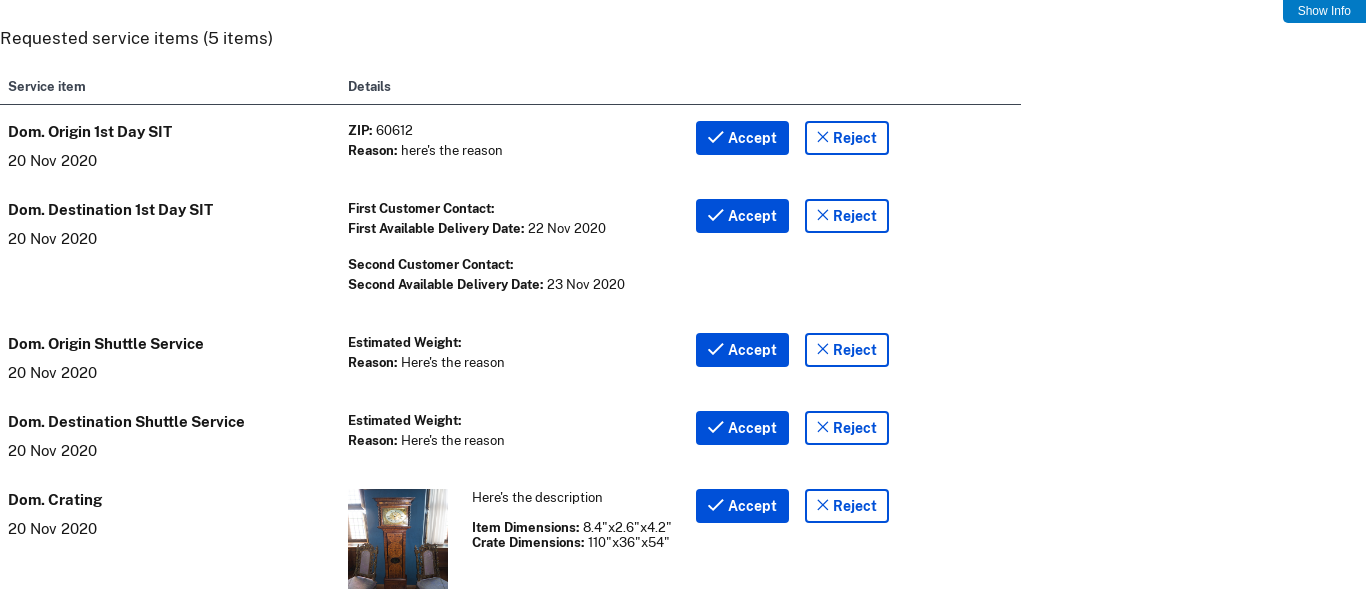 Show Info
Requested service items (5 items)
Service item Details
Dom. Origin 1st Day SIT
20 Nov 2020
ZIP: 60612
Reason: here's the reason
Accept Reject
Dom. Destination 1st Day SIT
20 Nov 2020
First Customer Contact:
First Available Delivery Date: 22 Nov 2020
Second Customer Contact:
Second Available Delivery Date: 23 Nov 2020
Accept Reject
Dom. Origin Shuttle Service
20 Nov 2020
Estimated Weight:
Reason: Here's the reason
Accept Reject
Dom. Destination Shuttle Service
20 Nov 2020
Estimated Weight:
Reason: Here's the reason
Accept Reject
Dom. Crating
20 Nov 2020
Here's the description
Item Dimensions: 8.4"x2.6"x4.2"
Crate Dimensions: 110"x36"x54"
Accept Reject